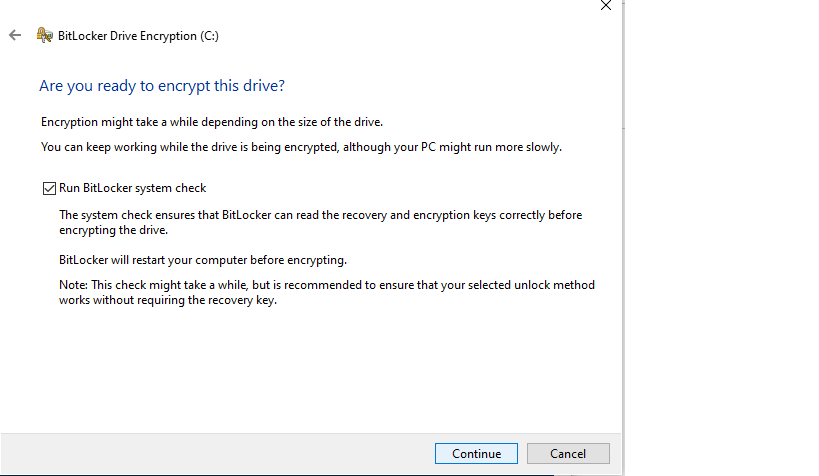 BitLocker Drive Encryption (C:)
Are you ready to encrypt this drive?
Encryption might take a while depending on the size of the drive.
You can keep working while the drive is being encrypted, although your PC might run more slowly.
Run BitLocker system check
The system check ensures that BitLocker can read the recovery and encryption keys correctly before
encrypting the drive.
BitLocker will restart your computer before encrypting.
Note: This check might take a while, but is recommended to ensure that your selected unlock method
works without requiring the recovery key.
Continue Cancel